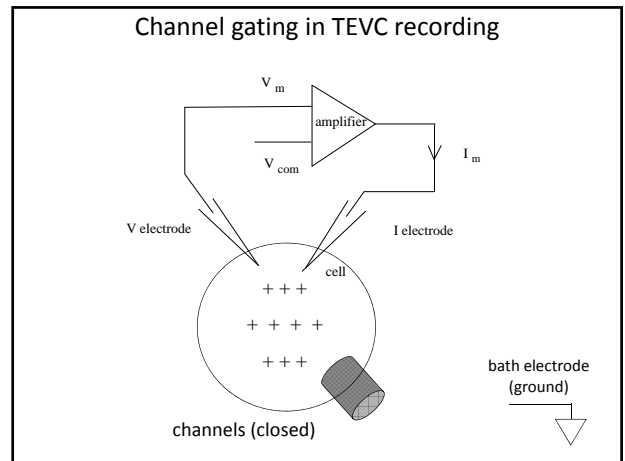 Channel gating in TEVC recording
V m
amplifier
V com
I m
V electrode
I electrode
cell
+ + +
+ + + +
+ + +
bath electrode
(ground)
channels (closed)